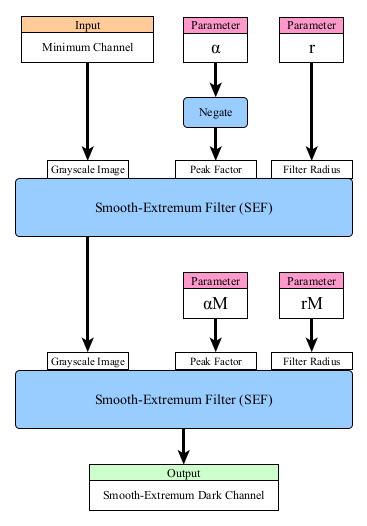 Input
Minimum Channel
Parameter
α
Parameter
r
Negate
Grayscale Image
Peak Factor
Filter Radius
Smooth-Extremum Filter (SEF)
Parameter
αM
Parameter
rM
Grayscale Image
Peak Factor
Filter Radius
Smooth-Extremum Filter (SEF)
Output
Smooth-Extremum Dark Channel